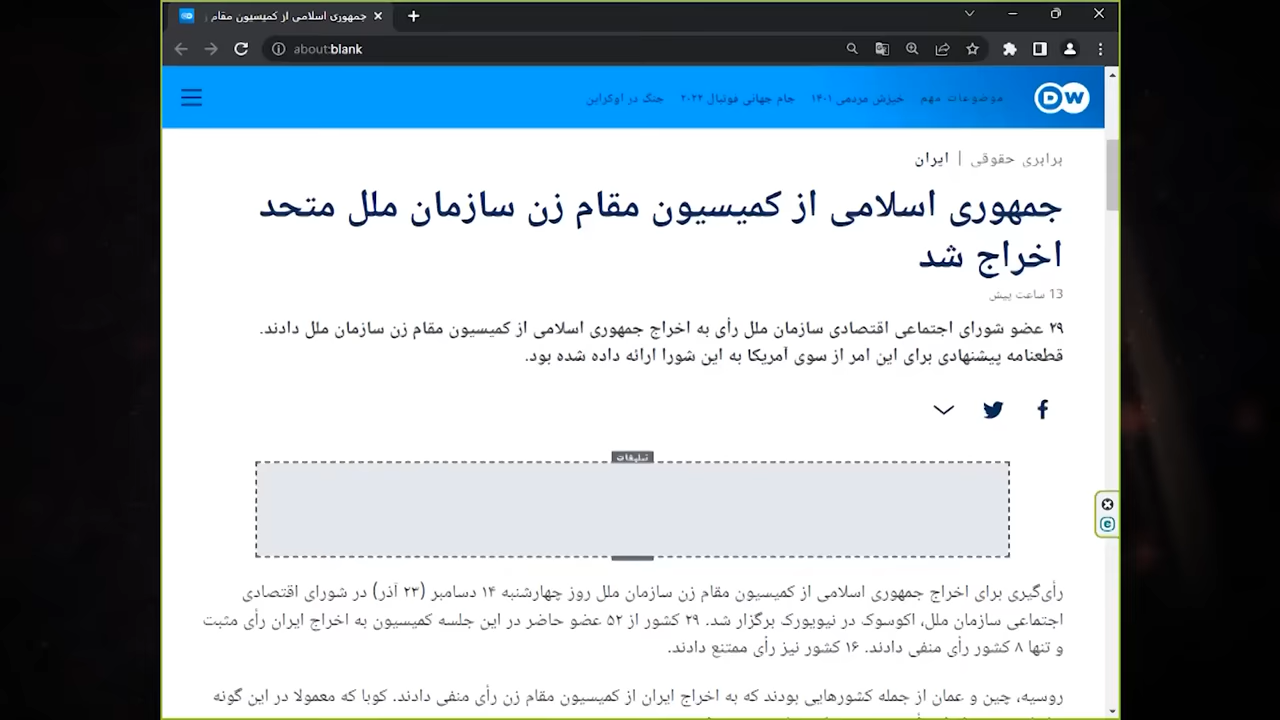 جمهوری اسلامی از کمیسیون مقام
about:blank
موضوعات مهم خیزش مردمی ۱۴۰۱ جام جهانی فوتبال ۲۰۲۲ جنگ در اوکراین
DW
برابری حقوقی | ایران
جمهوری اسلامی از کمیسیون مقام زن سازمان ملل متحد
اخراج شد
13 ساعت پیش
۲۹ عضو شورای اجتماعی اقتصادی سازمان ملل رأی به اخراج جمهوری اسلامی از کمیسیون مقام زن سازمان ملل دادند.
قطعنامه پیشنهادی برای این امر از سوی آمریکا به این شورا ارائه داده شده بود.
تبلیغات
رأی‌گیری برای اخراج جمهوری اسلامی از کمیسیون مقام زن سازمان ملل روز چهارشنبه ۱۴ دسامبر (۲۳ آذر) در شورای اقتصادی
اجتماعی سازمان ملل، اکوسوک در نیویورک برگزار شد. ۲۹ کشور از ۵۲ عضو حاضر در این جلسه کمیسیون به اخراج ایران رأی مثبت
و تنها ۸ کشور رأی منفی دادند. ۱۶ کشور نیز رأی ممتنع دادند.
روسیه، چین و عمان از جمله کشورهایی بودند که به اخراج ایران از کمیسیون مقام زن رأی منفی دادند. کوبا که معمولا در این گونه